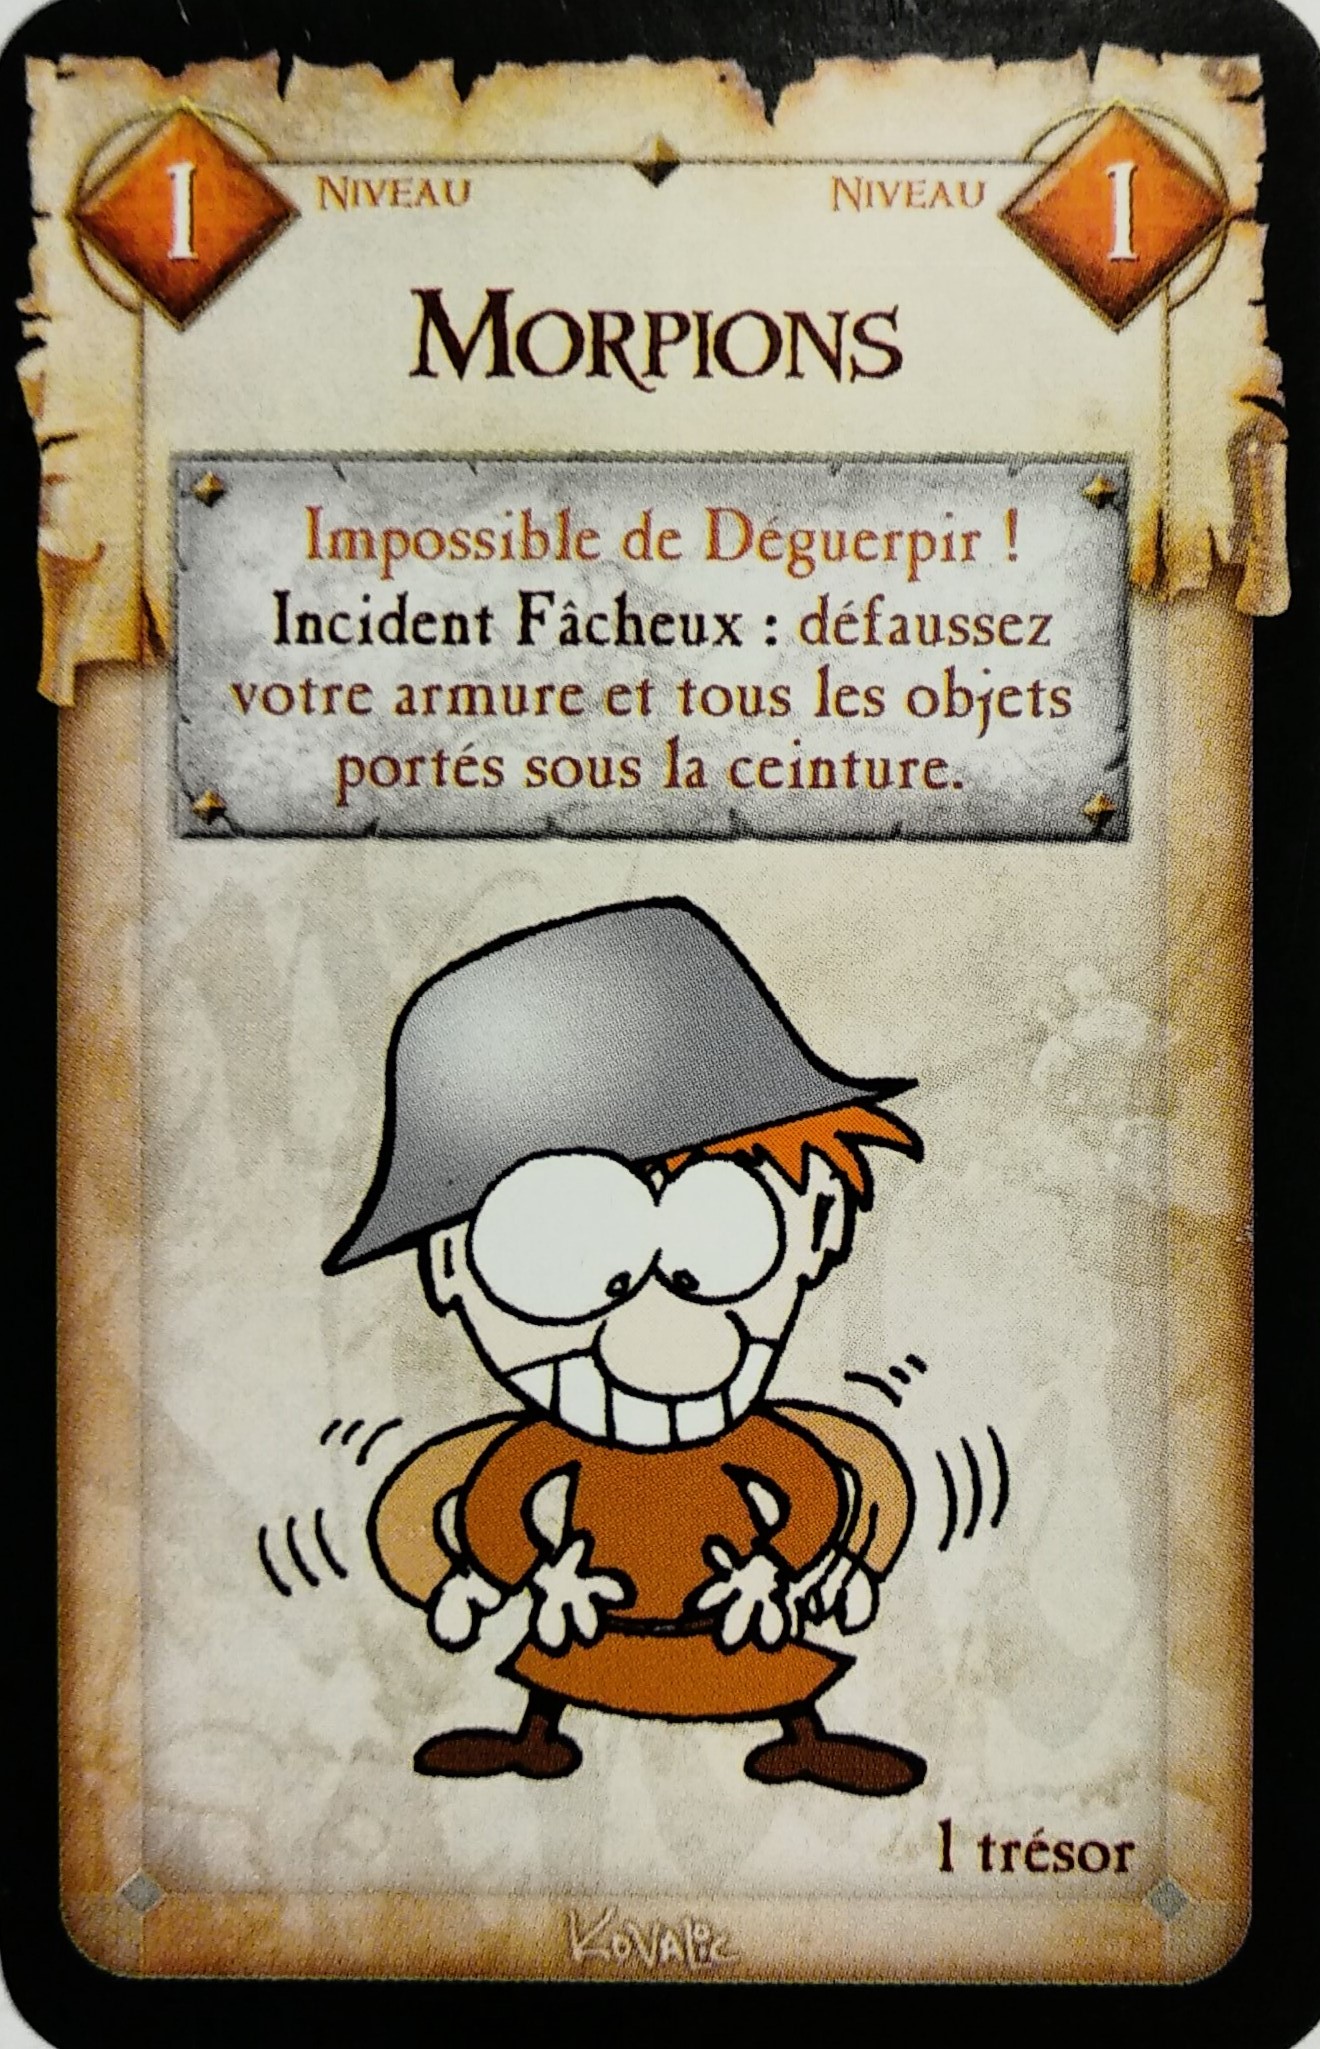 1 NIVEAU NIVEAU 1
MORPIONS
Impossible de Déguerpir !
Incident Fâcheux : défaussez
votre armure et tous les objets
portés sous la ceinture.
1 trésor
KOVALIC